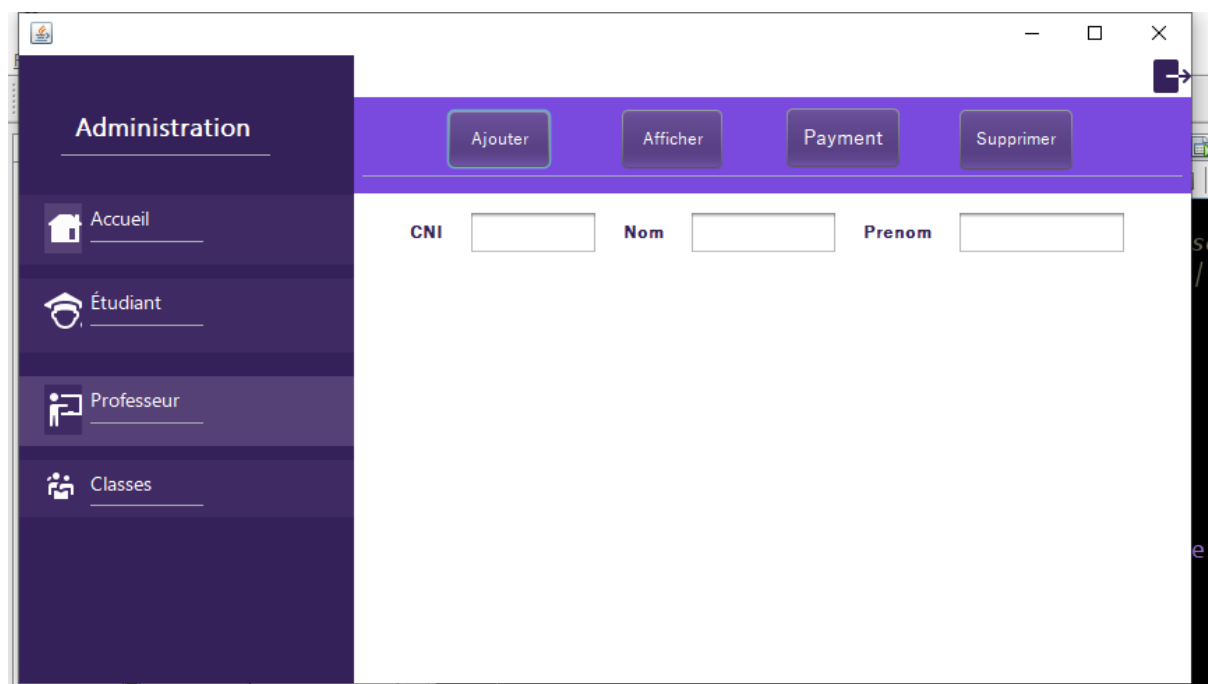 Administration
Ajouter Afficher Payment Supprimer
Accueil
CNI Nom Prenom
Étudiant
Professeur
Classes